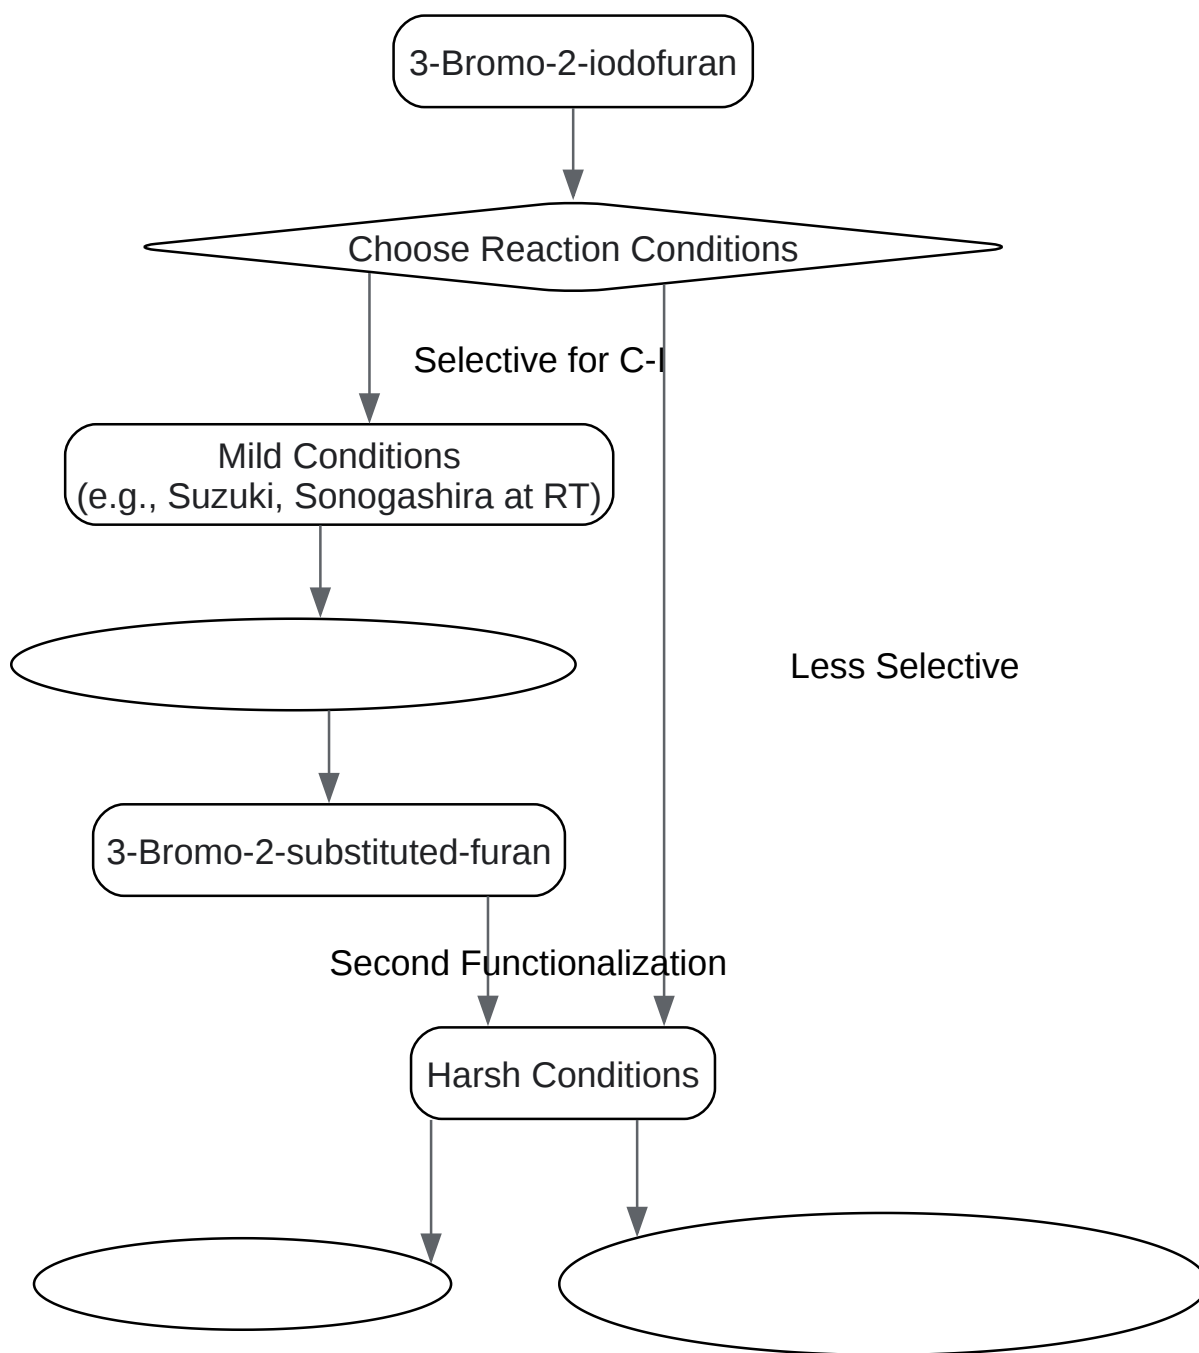 3-Bromo-2-iodofuran
Choose Reaction Conditions
Selective for C-I
Mild Conditions
(e.g., Suzuki, Sonogashira at RT)
Less Selective
3-Bromo-2-substituted-furan
Second Functionalization
Harsh Conditions